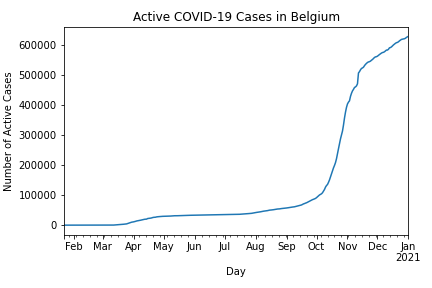 Active COVID-19 Cases in Belgium
Number of Active Cases
600000
500000
400000
300000
200000
100000
0
Feb Mar Apr May Jun Jul Aug Sep Oct Nov Dec Jan
2021
Day